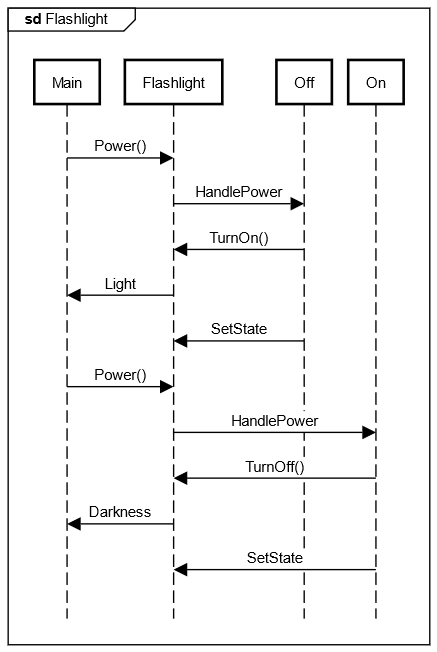 sd Flashlight
Main Flashlight Off On
Power()
HandlePower
TurnOn()
Light
SetState
Power()
HandlePower
TurnOff()
Darkness
SetState